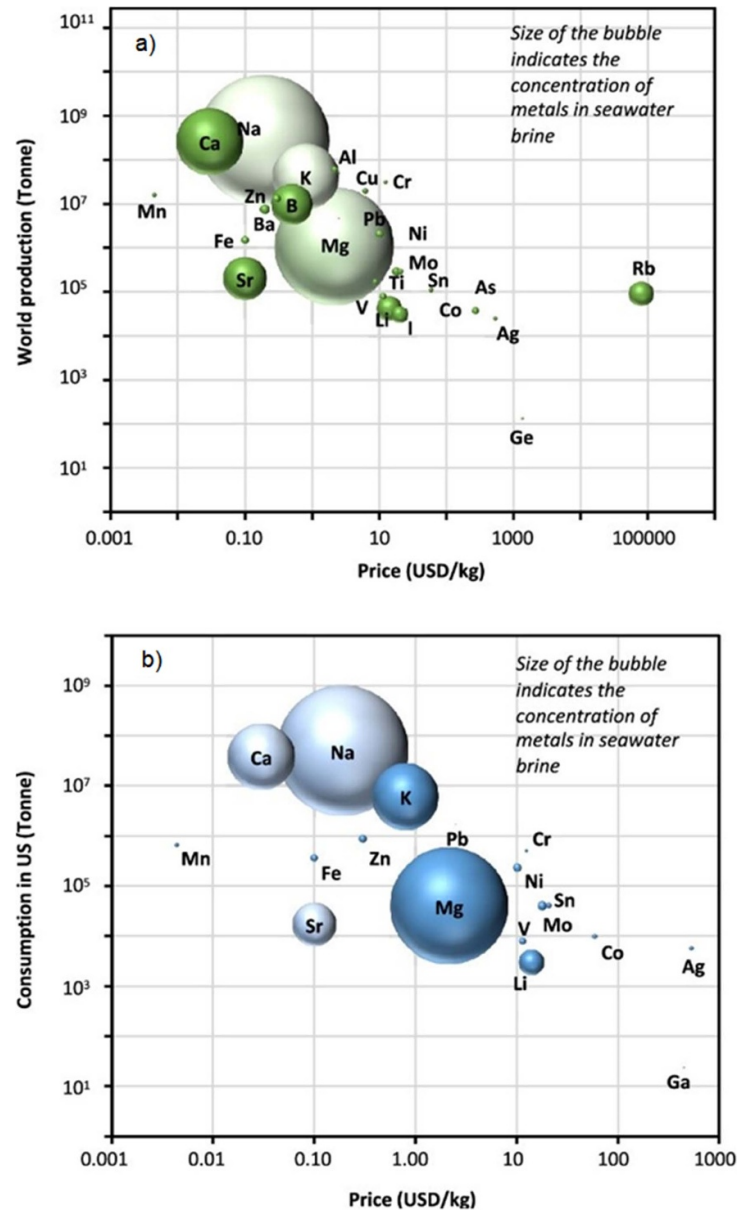 a)
Size of the bubble
indicates the
concentration of
metals in seawater
brine
World production (Tonne)
10¹¹
10⁹
10⁷
10⁵
10³
10¹
Na
Ca
Al
K
Cu
Cr
Zn
B
Mn
Ba
Pb
Ni
Fe
Mg
Mo
Rb
Sr
Ti
Sn
As
V
Li
I
Co
Ag
Ge
0.001
0.10
10
1000
100000
Price (USD/kg)
b)
Size of the bubble
indicates the
concentration of
metals in seawater
brine
Consumption in US (Tonne)
10⁹
10⁷
10⁵
10³
10¹
Ca
Na
K
Mn
Fe
Zn
Pb
Cr
Ni
Sr
Mg
Sn
V
Mo
Li
Co
Ag
Ga
0.001
0.01
0.10
1.00
10
100
1000
Price (USD/kg)